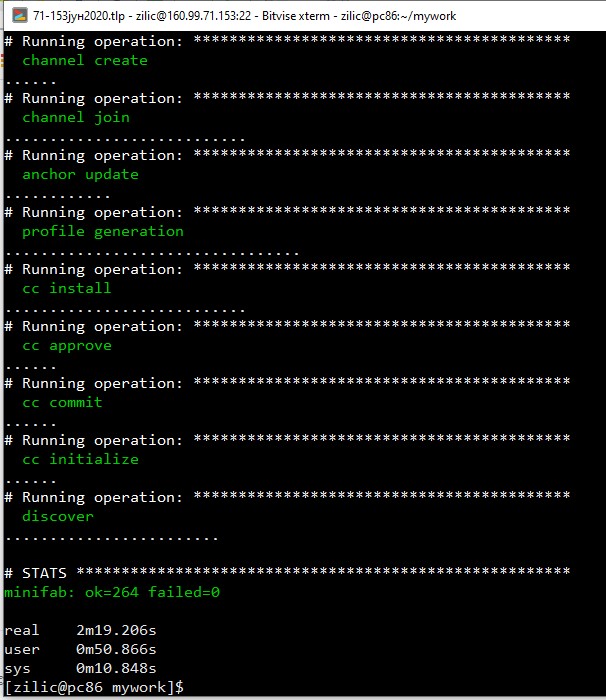 71-153јун2020.tlp - zilic@160.99.71.153:22 - Bitvise xterm - zilic@pc86:~/mywork
# Running operation: ******************************************
  channel create
......
# Running operation: ******************************************
  channel join
...........................
# Running operation: ******************************************
  anchor update
............
# Running operation: ******************************************
  profile generation
.................................
# Running operation: ******************************************
  cc install
...........................
# Running operation: ******************************************
  cc approve
......
# Running operation: ******************************************
  cc commit
......
# Running operation: ******************************************
  cc initialize
......
# Running operation: ******************************************
  discover
........................
# STATS *******************************************************
minifab: ok=264 failed=0
real    2m19.206s
user    0m50.866s
sys     0m10.848s
[zilic@pc86 mywork]$